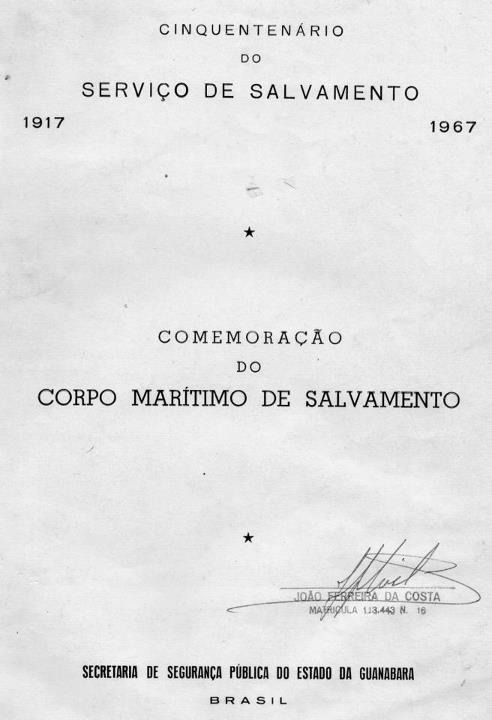 CINQUENTENÁRIO
DO
SERVIÇO DE SALVAMENTO
1917 1967
COMEMORAÇÃO
DO
CORPO MARÍTIMO DE SALVAMENTO
JOÃO FERREIRA DA COSTA
MATRICULA 113.443 N. 16
SECRETARIA DE SEGURANÇA PÚBLICA DO ESTADO DA GUANABARA
BRASIL